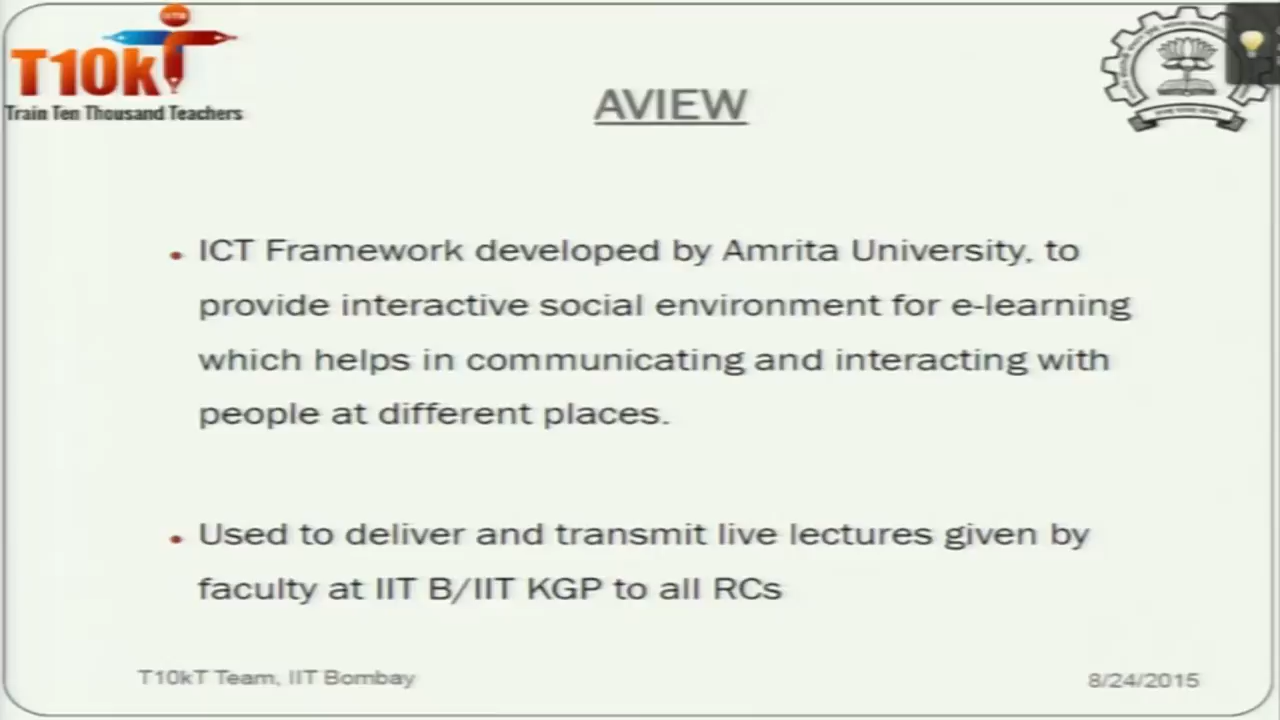 T10kT
Train Ten Thousand Teachers
AVIEW
• ICT Framework developed by Amrita University, to
provide interactive social environment for e-learning
which helps in communicating and interacting with
people at different places.
• Used to deliver and transmit live lectures given by
faculty at IIT B/IIT KGP to all RCs
T10kT Team, IIT Bombay
8/24/2015